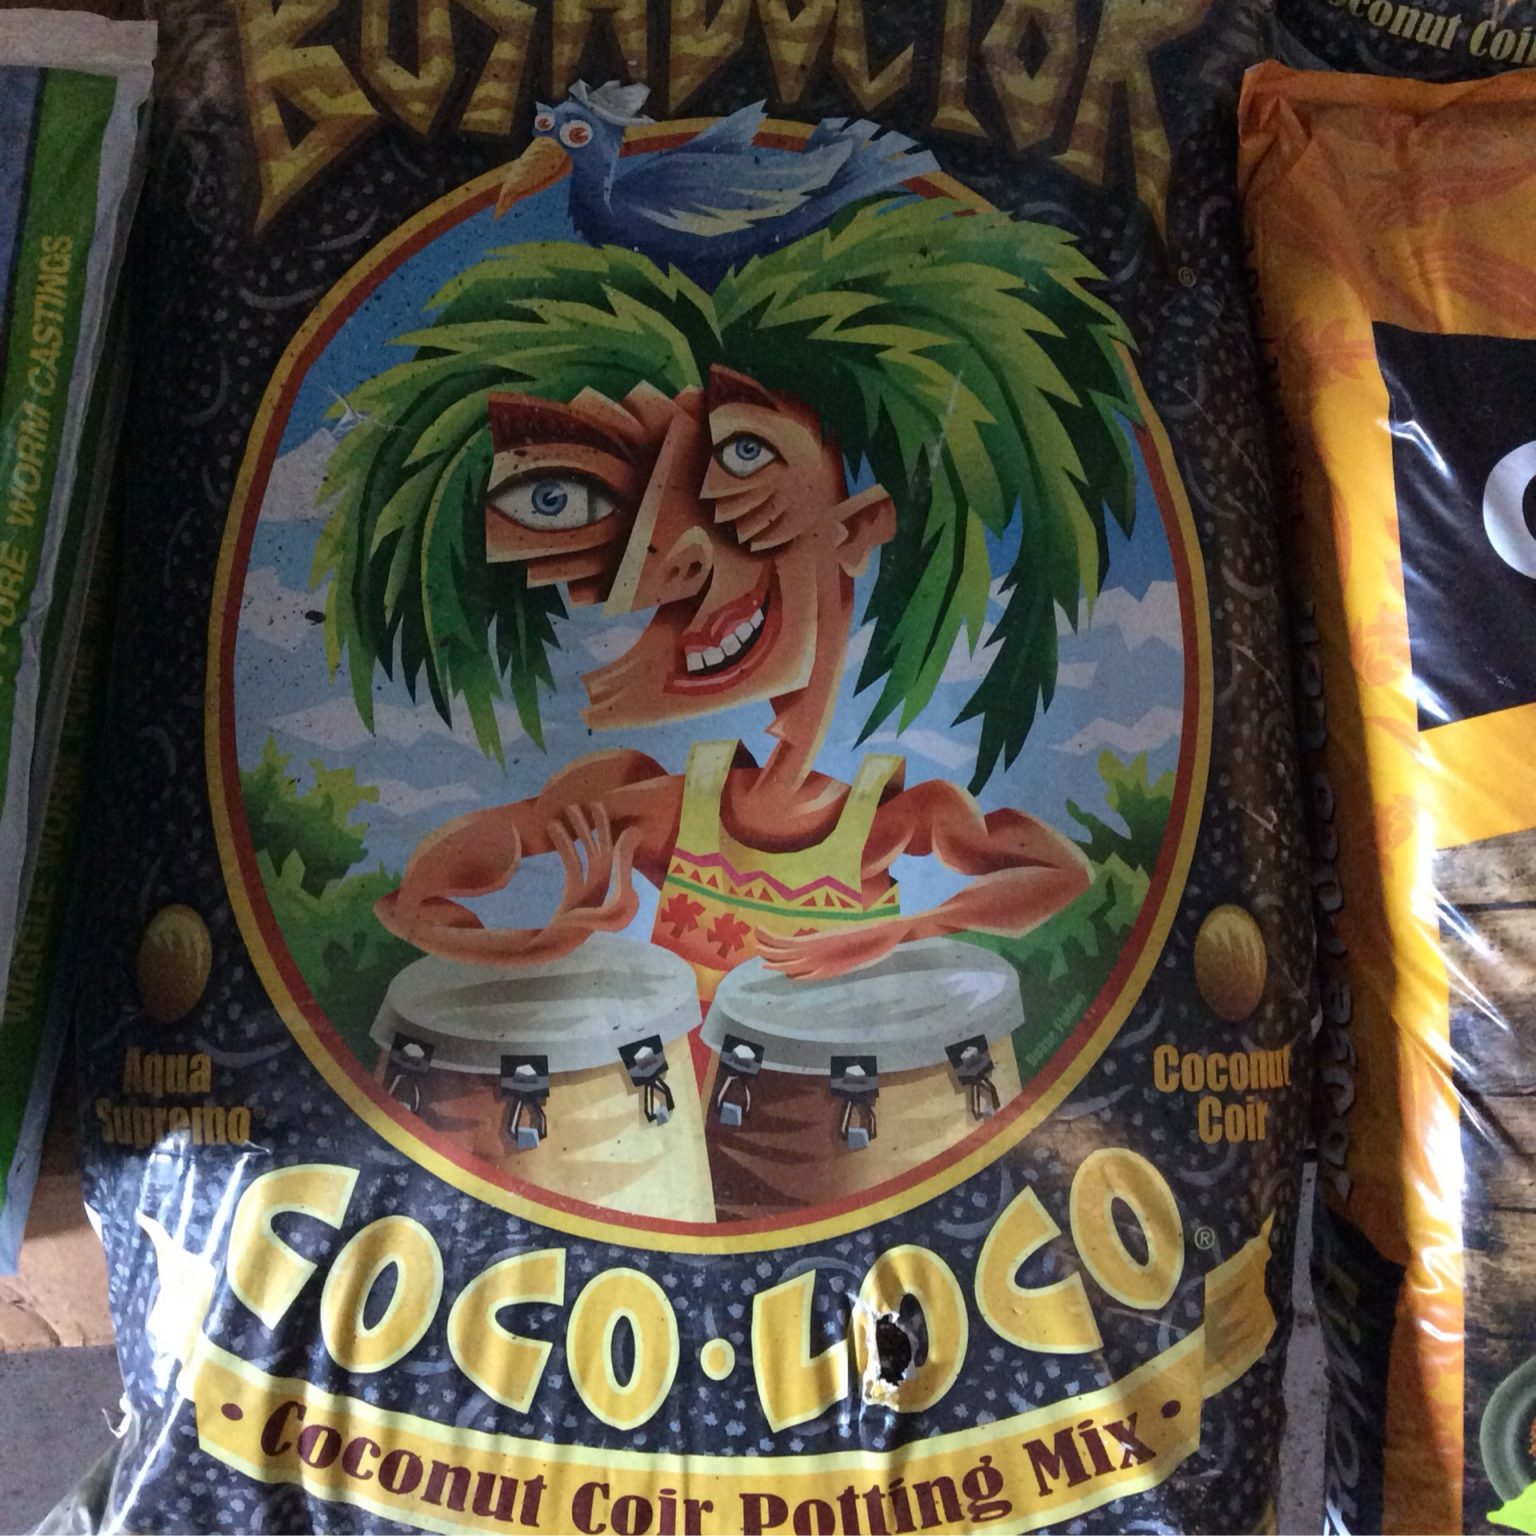 BUSHDOCTOR
®
Coconut Coir
WORM CASTINGS
Aqua
Supremo
Coconut
Coir
COCO · LOCO
®
• Coconut Coir Potting Mix •